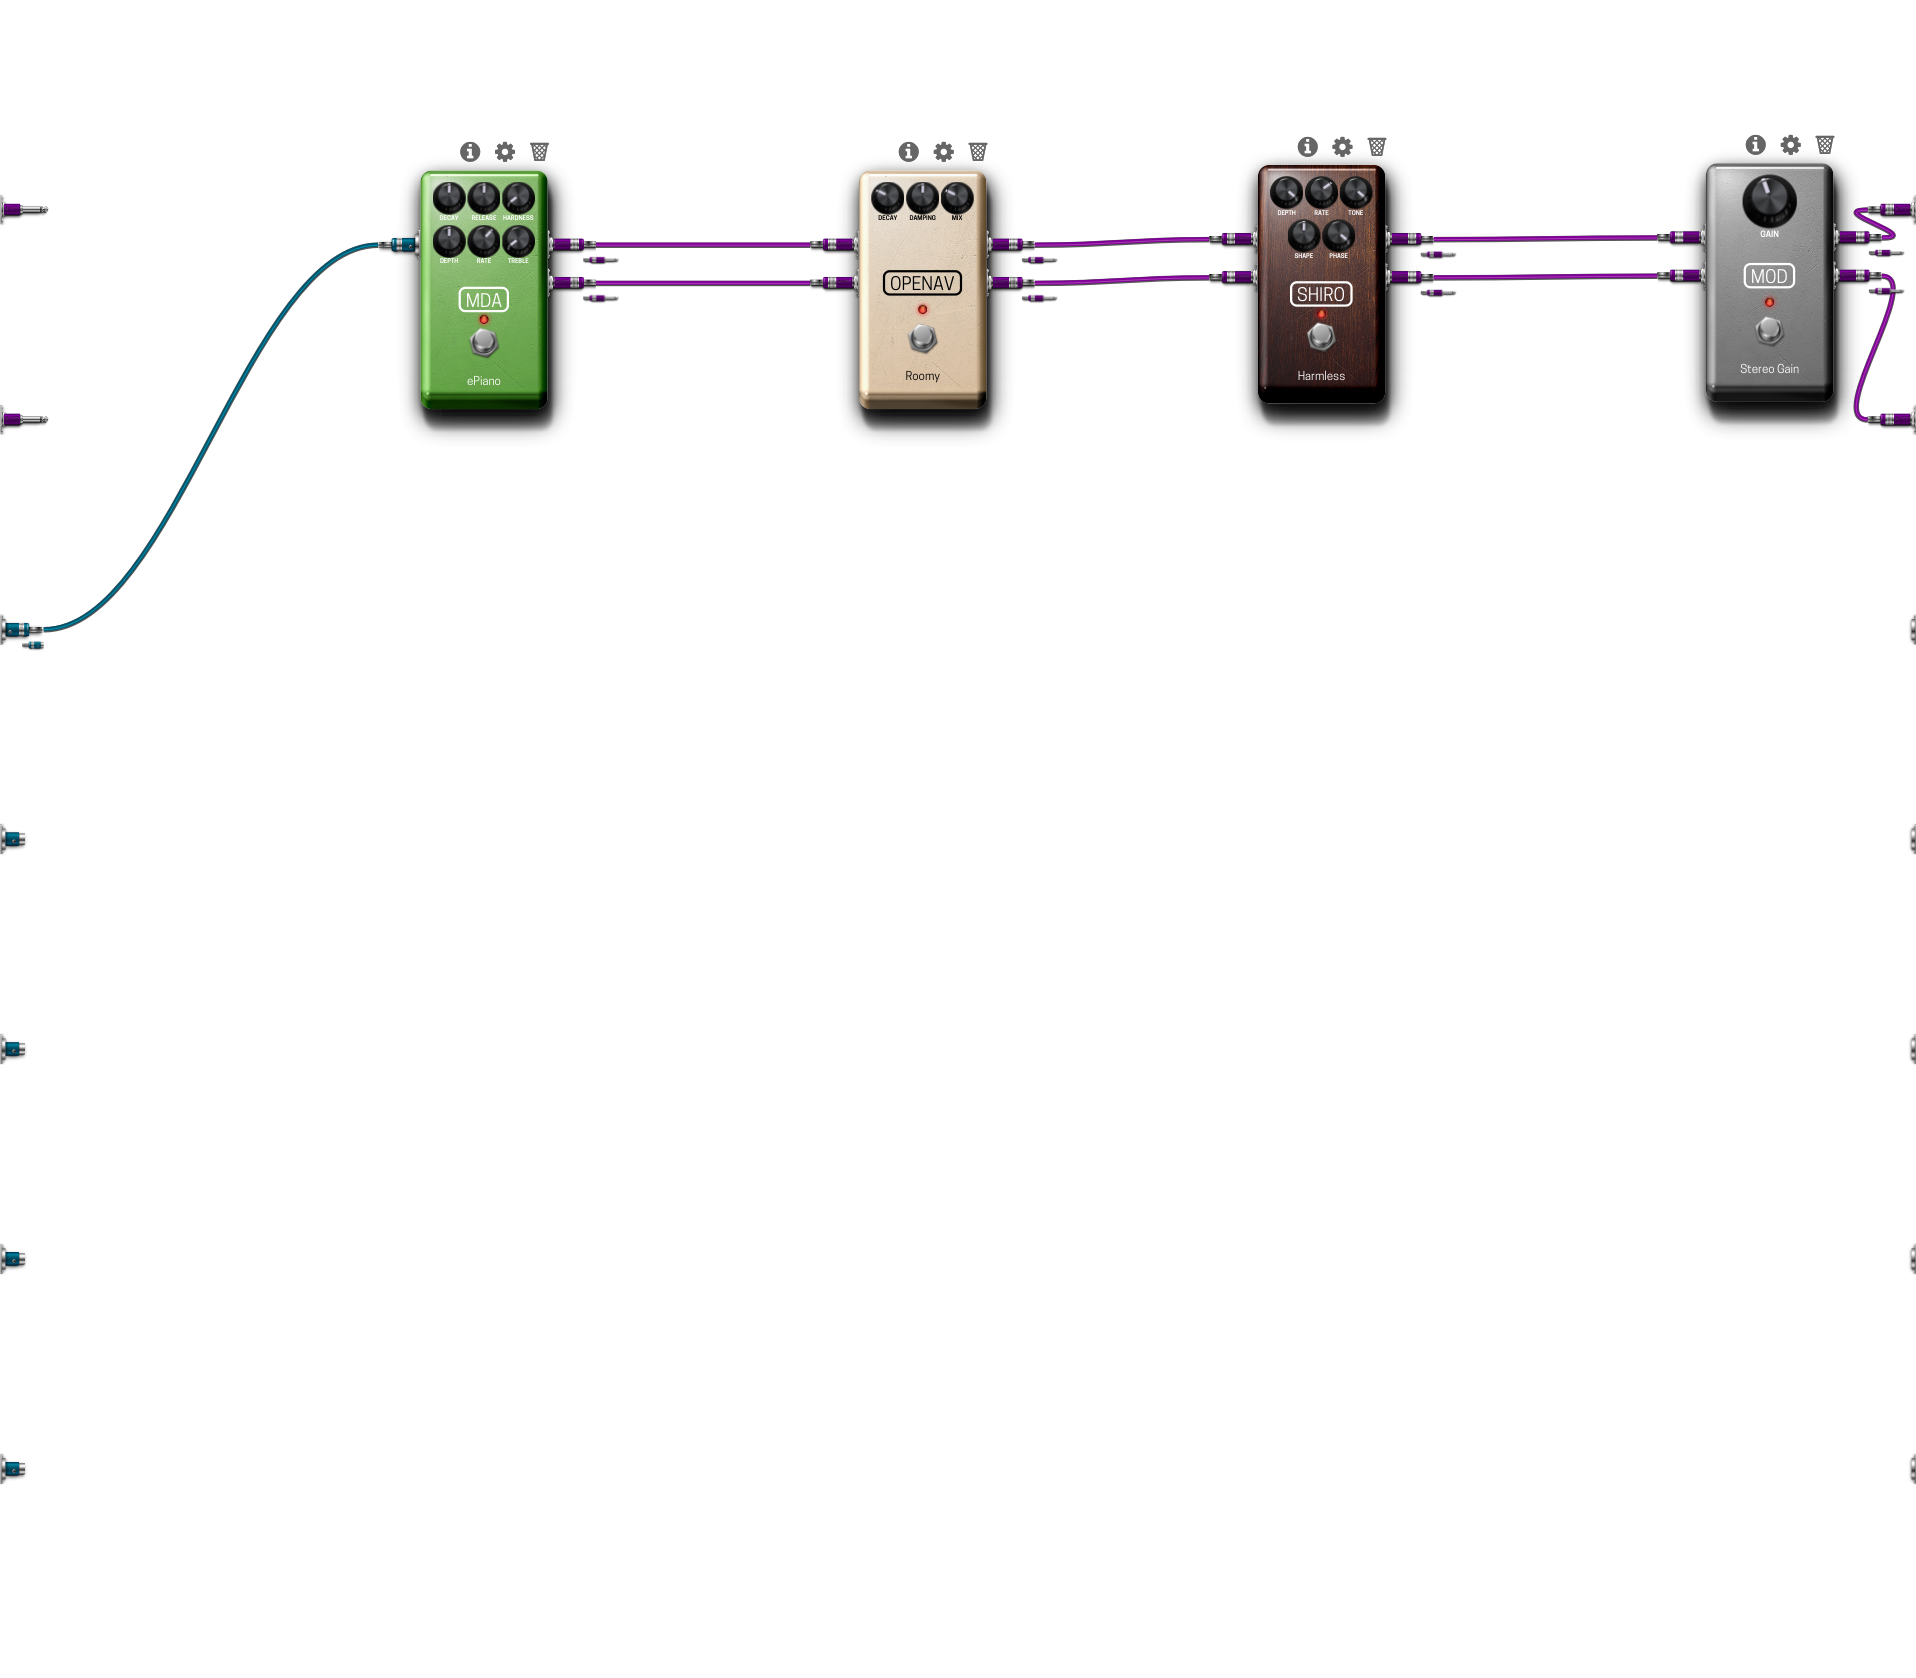 DECAY RELEASE HARDNESS
DEPTH RATE TREBLE
MDA
ePiano
DECAY DAMPING MIX
OPENAV
Roomy
DEPTH RATE TONE
SHAPE PHASE
SHIRO
Harmless
GAIN
MOD
Stereo Gain